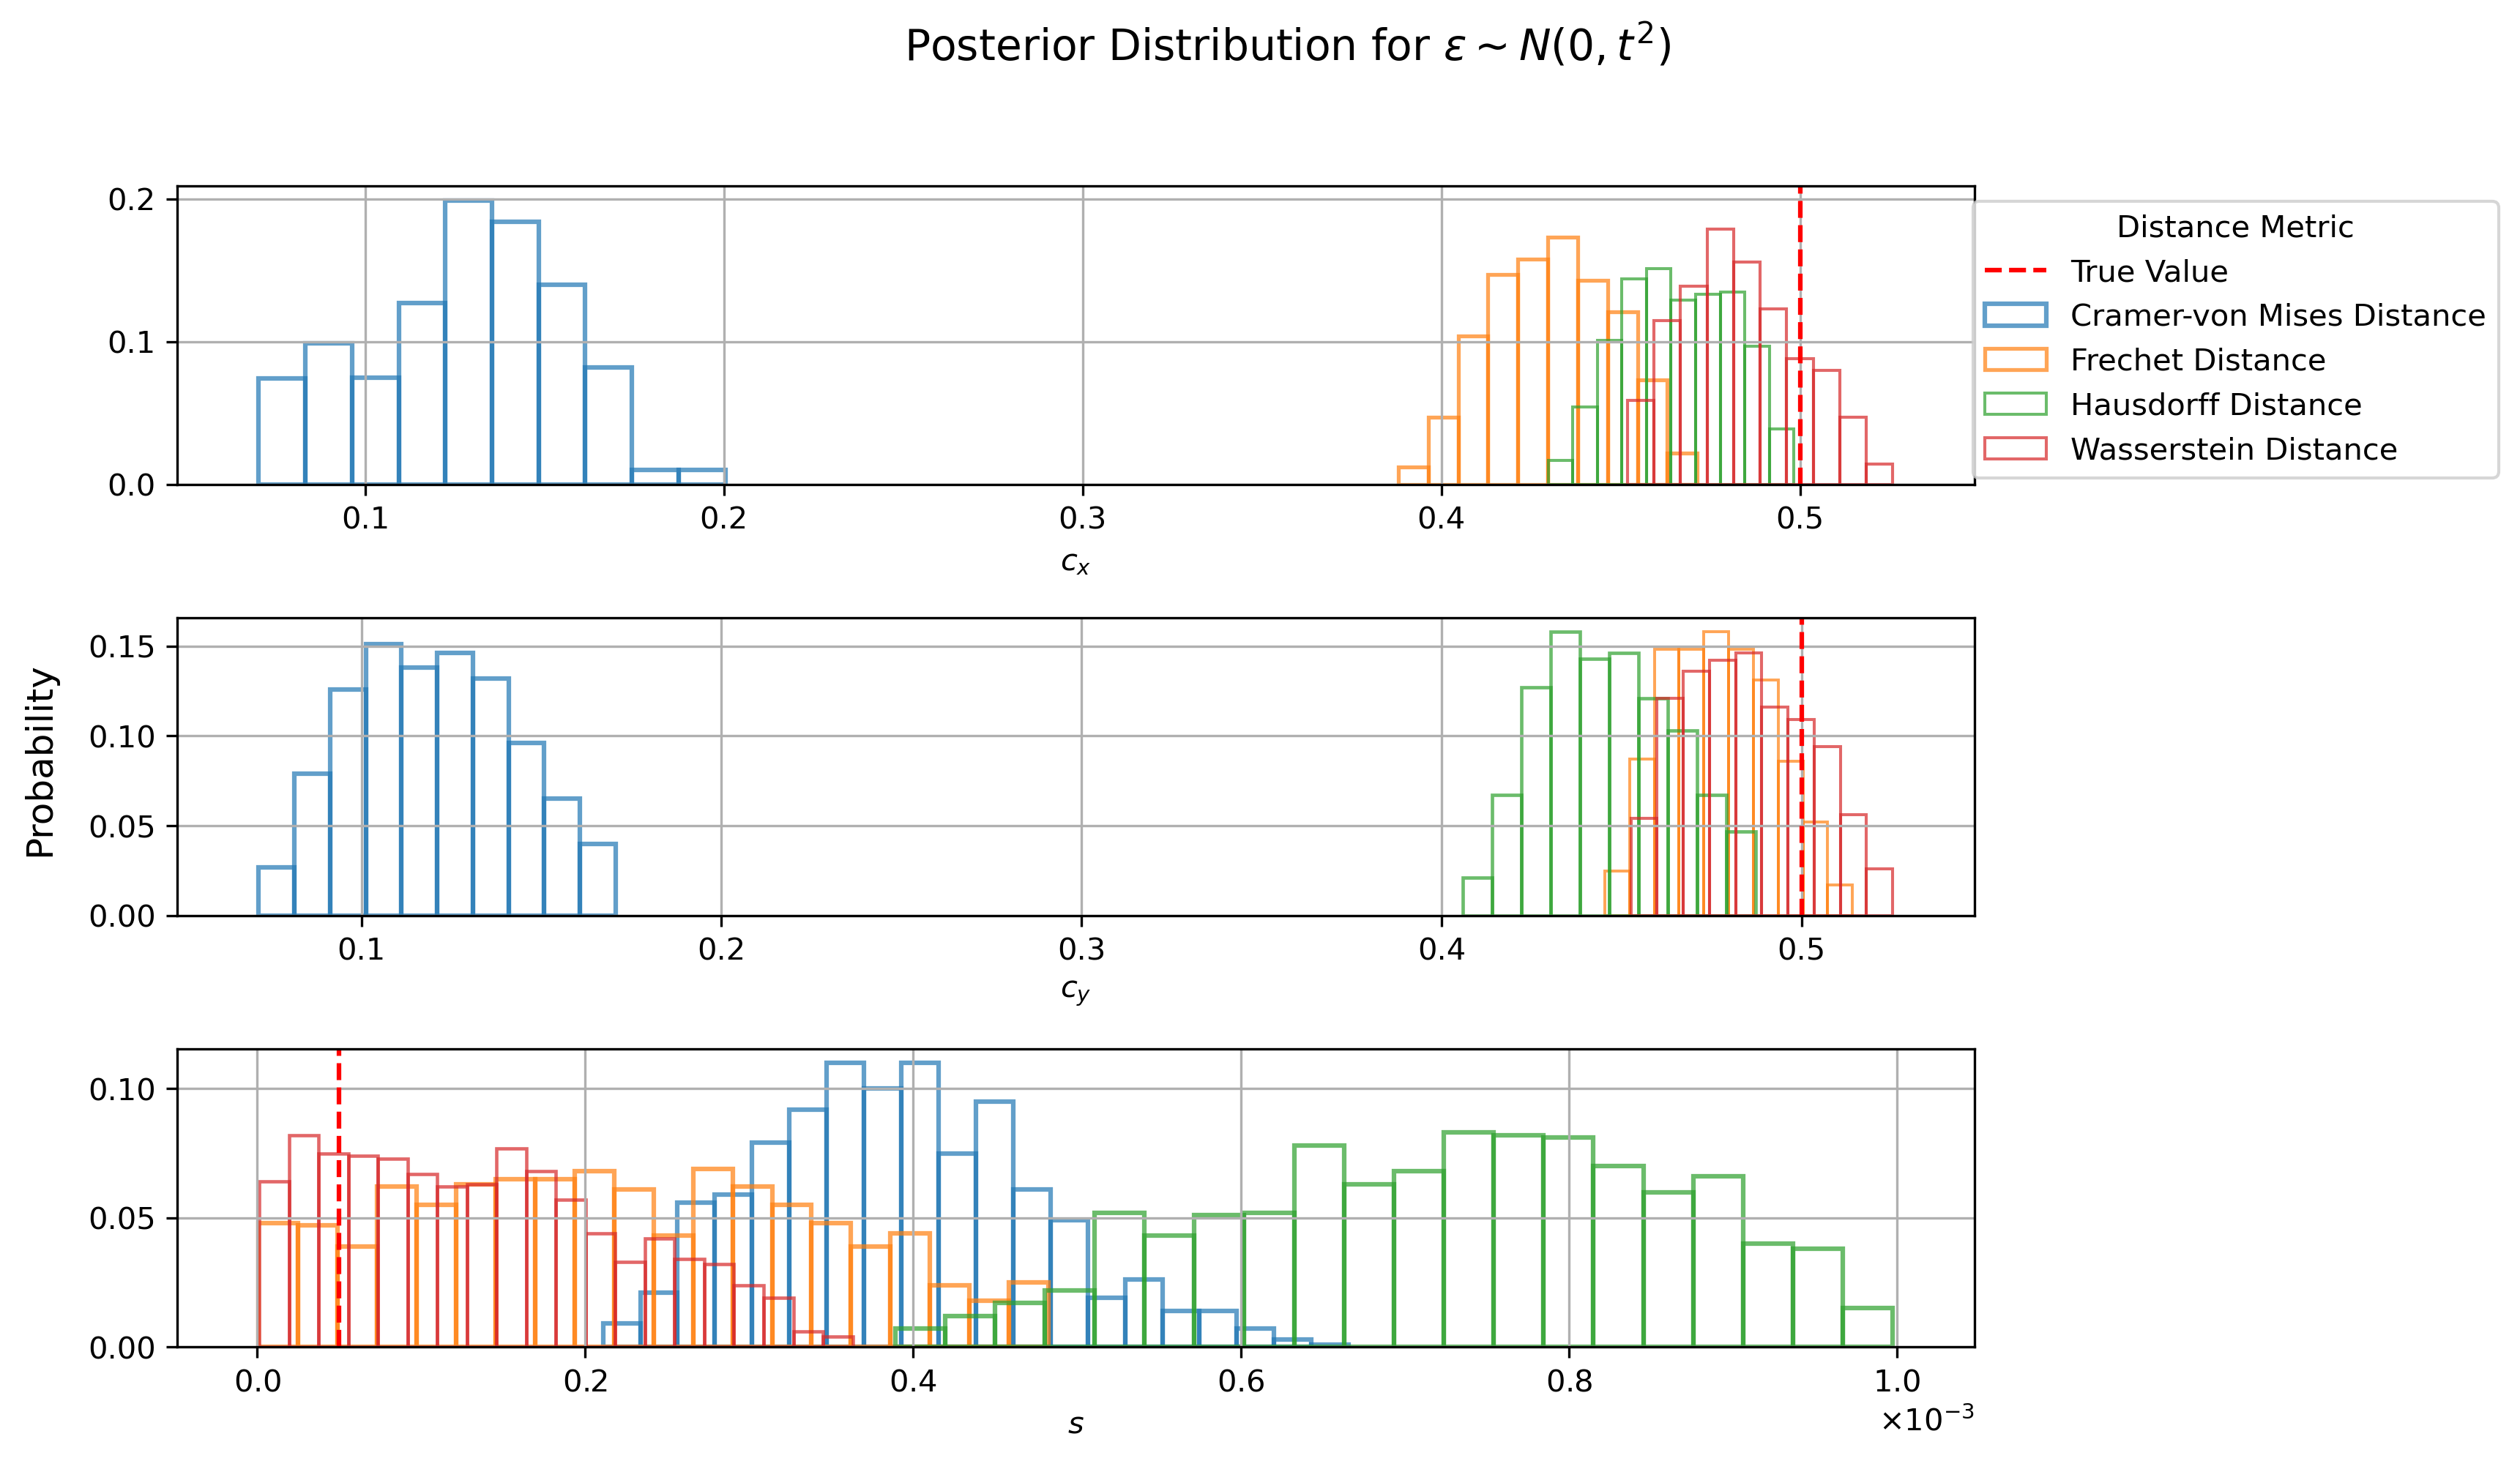 Posterior Distribution for ε ~ N(0, t²)
0.2
0.1
0.0
0.1 0.2 0.3 0.4 0.5
cₓ
Distance Metric
True Value
Cramer-von Mises Distance
Frechet Distance
Hausdorff Distance
Wasserstein Distance
Probability
0.15
0.10
0.05
0.00
0.1 0.2 0.3 0.4 0.5
c_y
0.10
0.05
0.00
0.0 0.2 0.4 0.6 0.8 1.0
s
×10⁻³